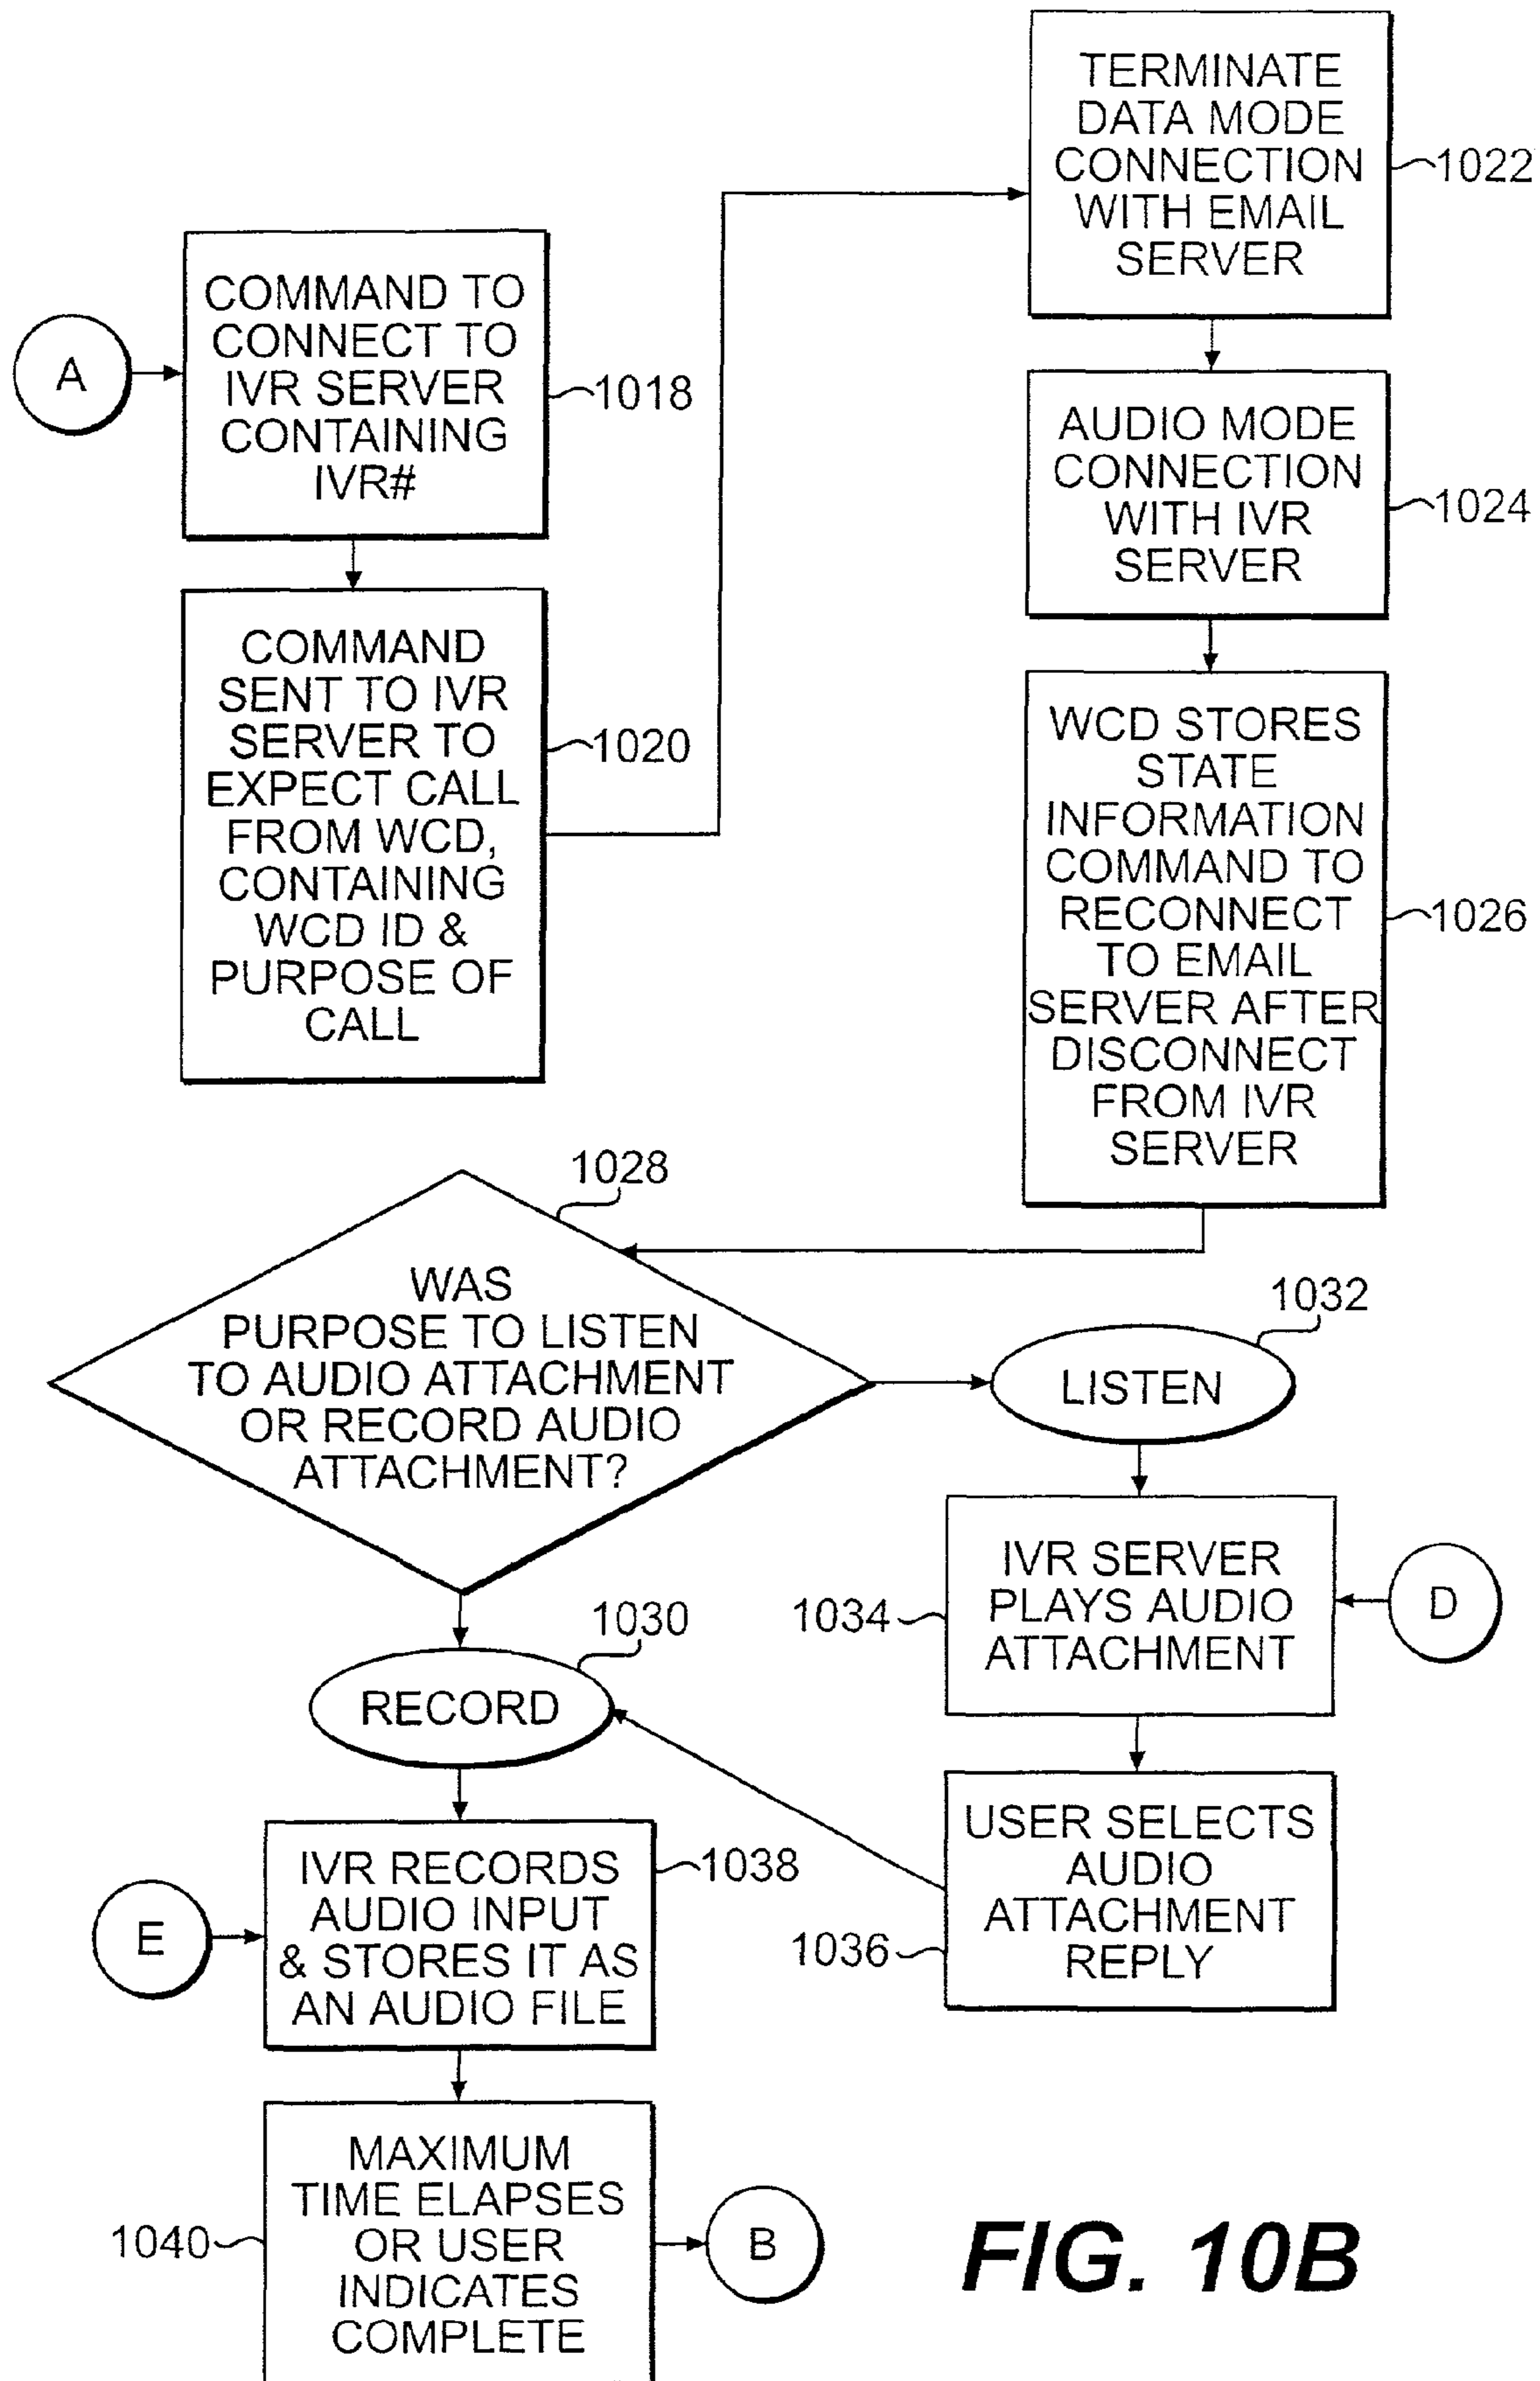 A
COMMAND TO
CONNECT TO
IVR SERVER
CONTAINING
IVR#
1018
COMMAND
SENT TO IVR
SERVER TO
EXPECT CALL
FROM WCD,
CONTAINING
WCD ID &
PURPOSE OF
CALL
1020
TERMINATE
DATA MODE
CONNECTION
WITH EMAIL
SERVER
1022
AUDIO MODE
CONNECTION
WITH IVR
SERVER
1024
WCD STORES
STATE
INFORMATION
COMMAND TO
RECONNECT
TO EMAIL
SERVER AFTER
DISCONNECT
FROM IVR
SERVER
1026
1028
WAS
PURPOSE TO LISTEN
TO AUDIO ATTACHMENT
OR RECORD AUDIO
ATTACHMENT?
1032
LISTEN
IVR SERVER
PLAYS AUDIO
ATTACHMENT
1034
D
USER SELECTS
AUDIO
ATTACHMENT
REPLY
1036
1030
RECORD
E
IVR RECORDS
AUDIO INPUT
& STORES IT AS
AN AUDIO FILE
1038
MAXIMUM
TIME ELAPSES
OR USER
INDICATES
COMPLETE
1040
B
FIG. 10B